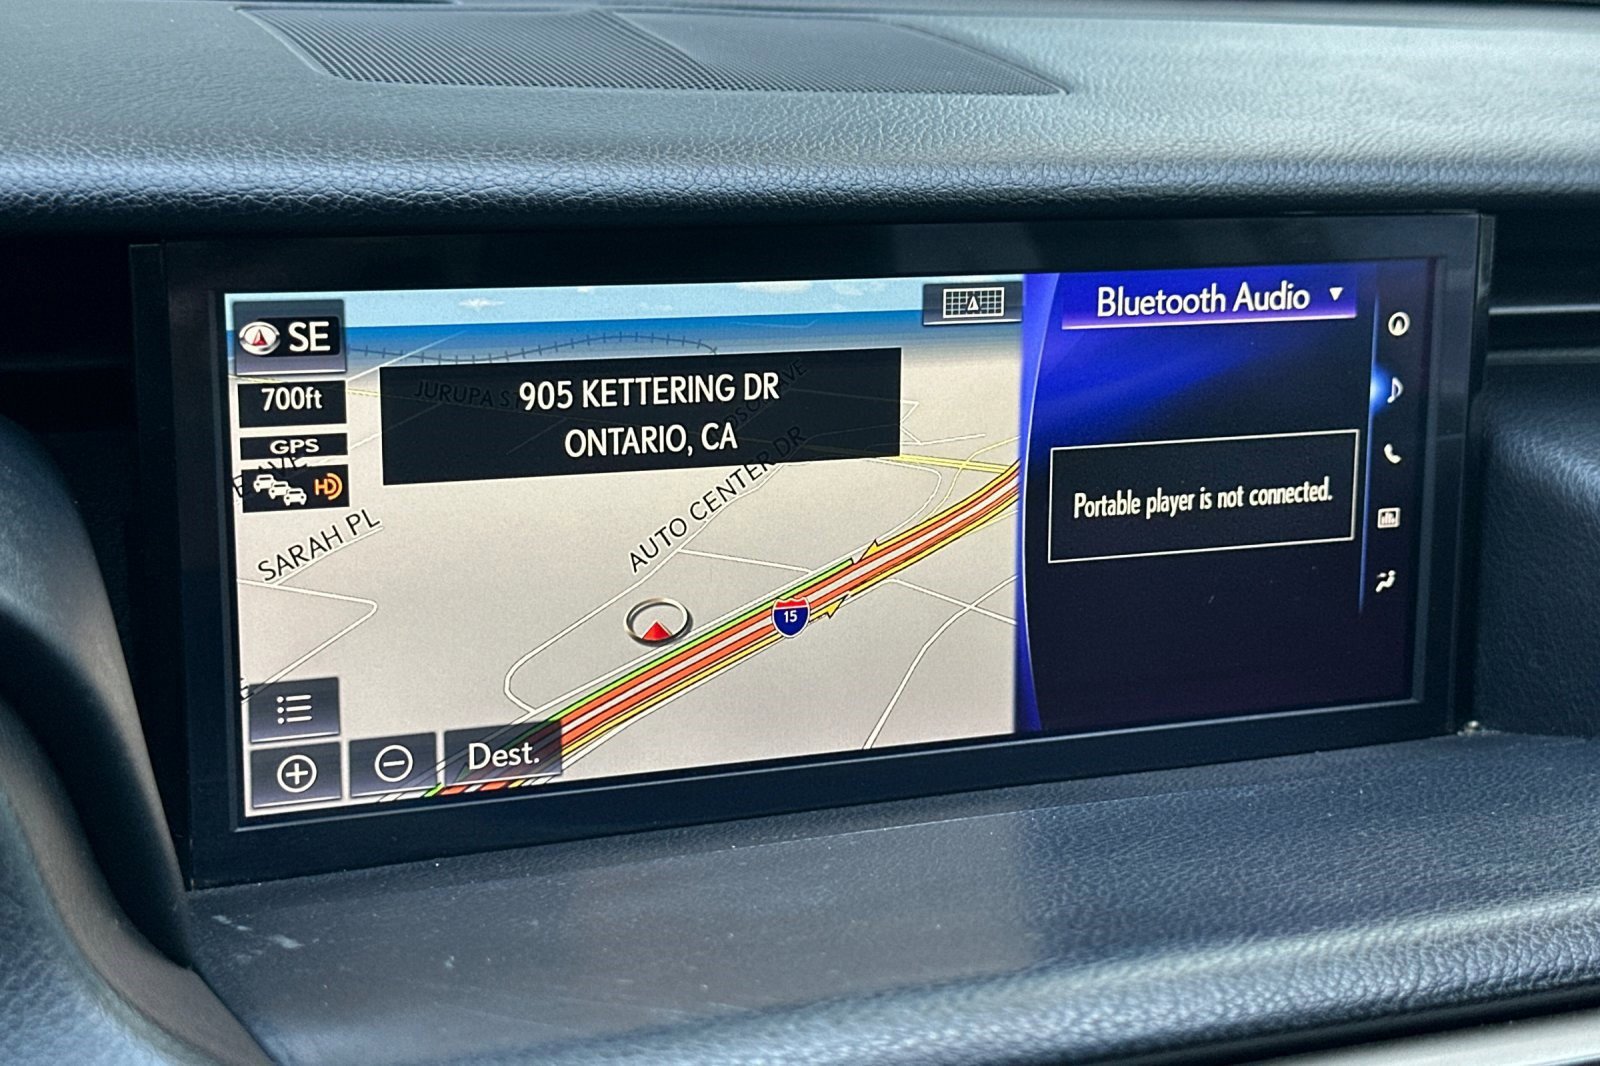 SE
700ft
GPS
HD
905 KETTERING DR
ONTARIO, CA
JURUPA S
AUTO CENTER DR
SARAH PL
15
Dest.
Bluetooth Audio
Portable player is not connected.